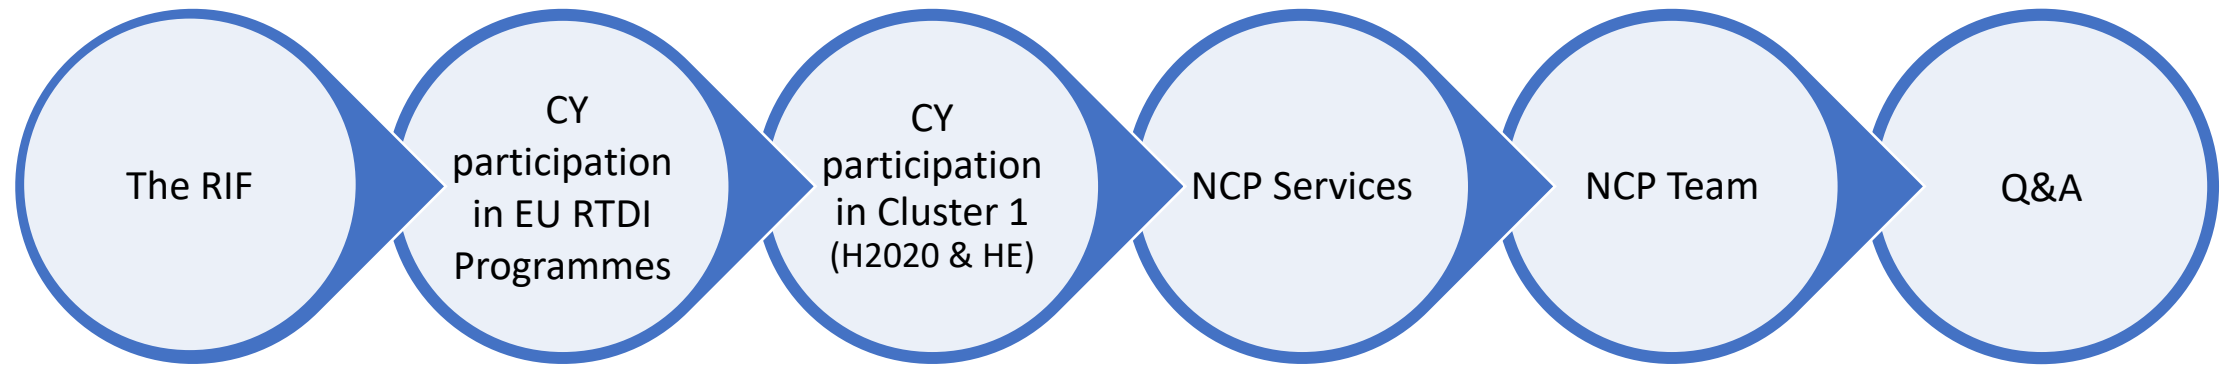 The RIF
CY
participation
in EU RTDI
Programmes
CY
participation
in Cluster 1
(H2020 & HE)
NCP Services
NCP Team
Q&A